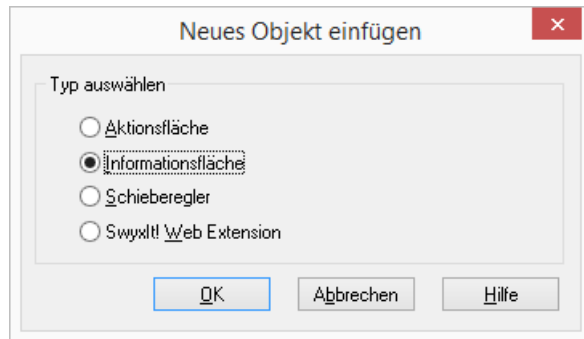 Neues Objekt einfügen
Typ auswählen
Aktionsfläche
Informationsfläche
Schieberegler
SwyxIt! Web Extension
OK
Abbrechen
Hilfe